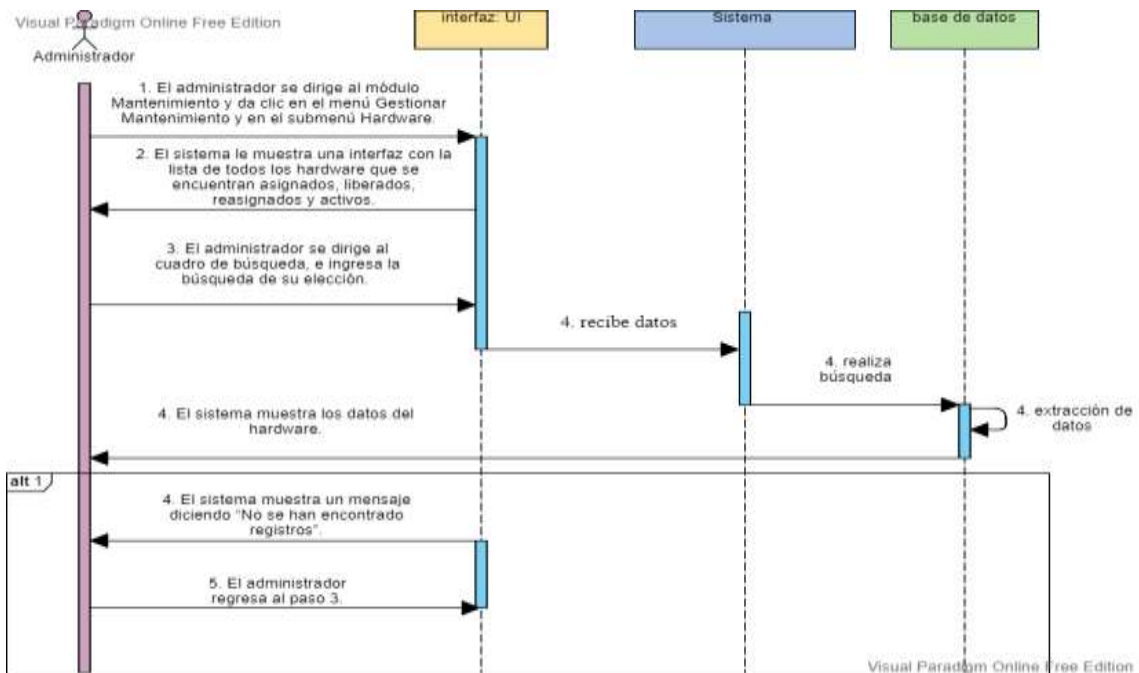 Visual Paradigm Online Free Edition
Administrador
interfaz: UI
Sistema
base de datos
1. El administrador se dirige al módulo
Mantenimiento y da clic en el menú Gestionar
Mantenimiento y en el submenú Hardware.
2. El sistema le muestra una interfaz con la
lista de todos los hardware que se
encuentran asignados, liberados,
reasignados y activos.
3. El administrador se dirige al
cuadro de búsqueda, e ingresa la
búsqueda de su elección.
4. recibe datos
4. realiza
búsqueda
4. extracción de
datos
4. El sistema muestra los datos del
hardware.
alt 1
4. El sistema muestra un mensaje
diciendo “No se han encontrado
registros”.
5. El administrador
regresa al paso 3.
Visual Paradigm Online Free Edition